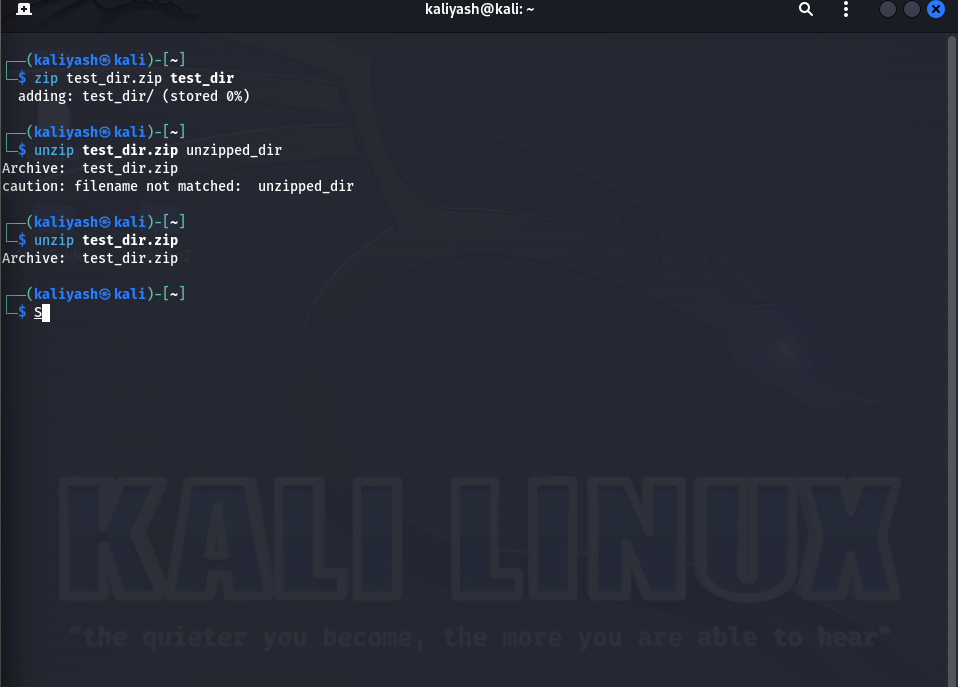 kaliyash@kali: ~
(kaliyash㉿kali)-[~]
$ zip test_dir.zip test_dir
adding: test_dir/ (stored 0%)
(kaliyash㉿kali)-[~]
$ unzip test_dir.zip unzipped_dir
Archive:  test_dir.zip
caution: filename not matched:  unzipped_dir
(kaliyash㉿kali)-[~]
$ unzip test_dir.zip
Archive:  test_dir.zip
(kaliyash㉿kali)-[~]
$ S
KALI LINUX
"the quieter you become, the more you are able to hear"